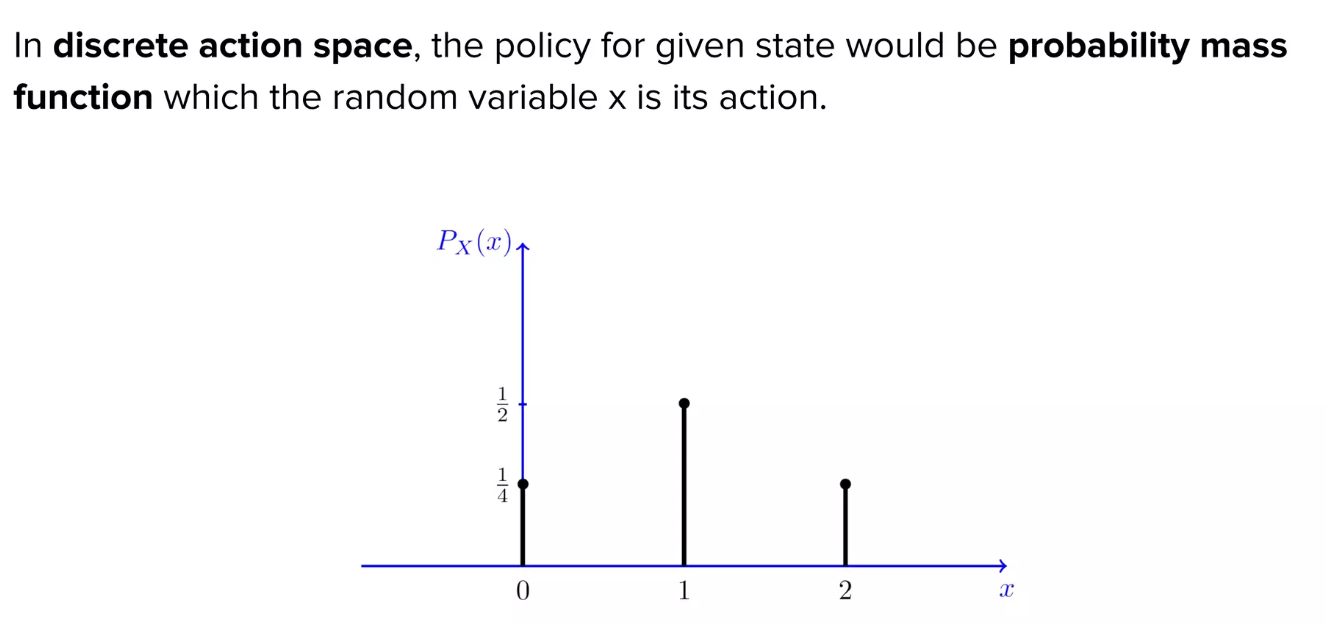 In discrete action space, the policy for given state would be probability mass
function which the random variable x is its action.
P_X(x)
1/2
1/4
0 1 2
x